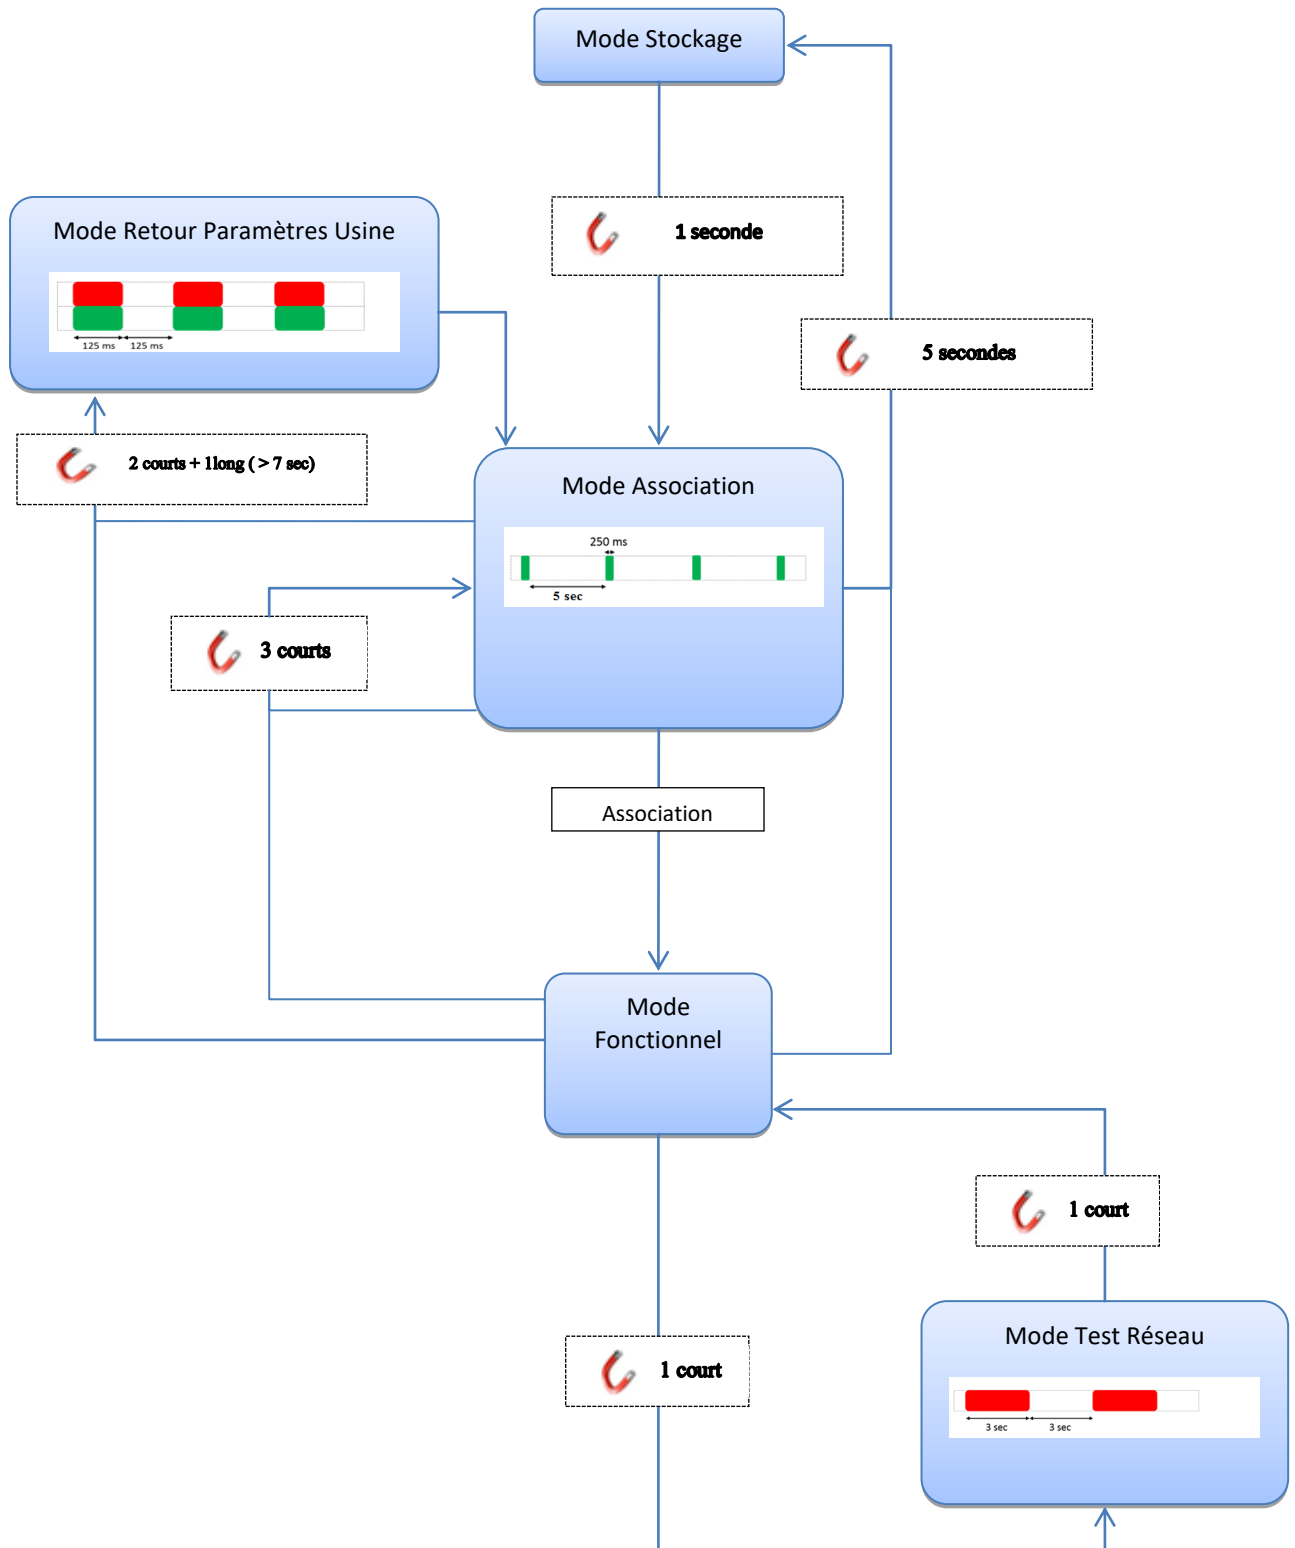 Mode Stockage
1 seconde
Mode Retour Paramètres Usine
125 ms
125 ms
5 secondes
2 courts + 1long ( > 7 sec)
Mode Association
250 ms
5 sec
3 courts
Association
Mode
Fonctionnel
1 court
Mode Test Réseau
3 sec
3 sec
1 court